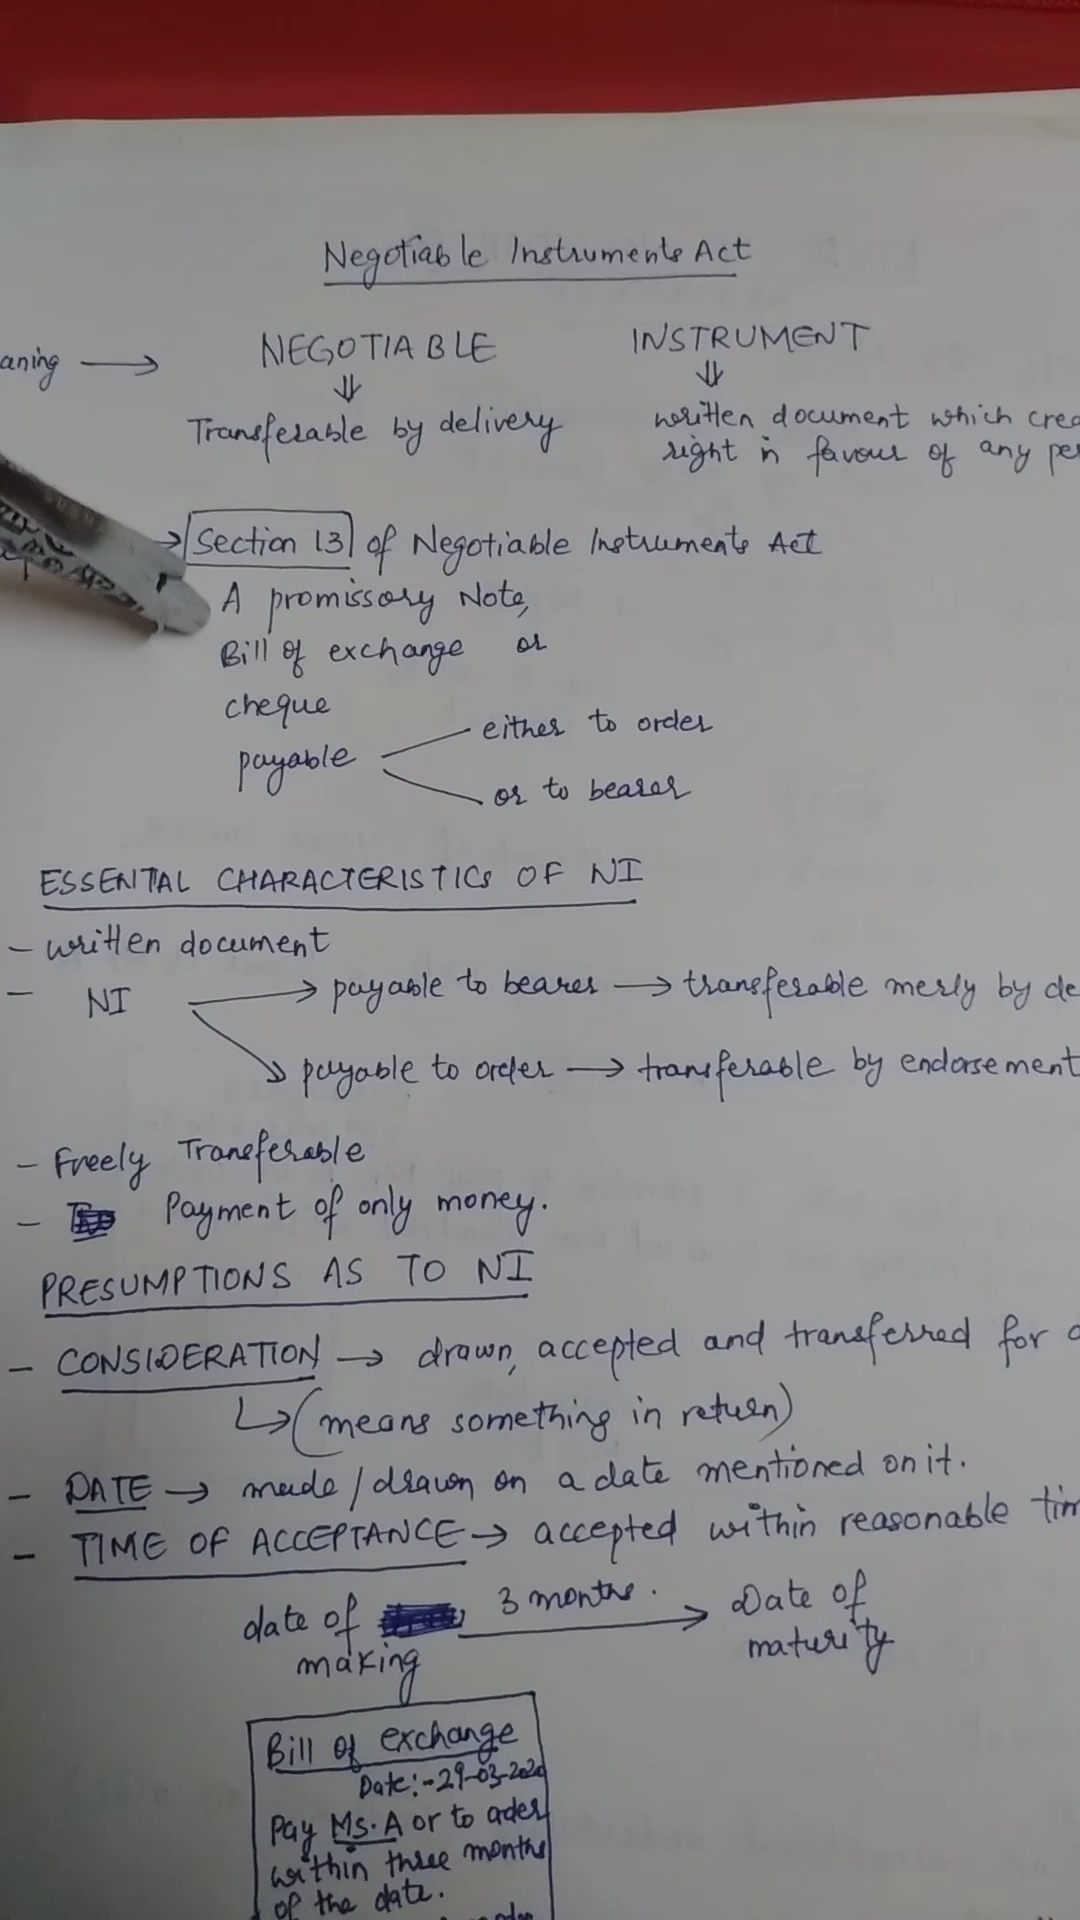 Negotiable Instruments Act
aning → NEGOTIABLE INSTRUMENT
⇓ ⇓
Transferable by delivery written document which crea
right in favour of any pe
→ Section 13 of Negotiable Instruments Act
A promissory Note,
Bill of exchange or
cheque
payable either to order
or to bearer
ESSENTAL CHARACTERISTICS OF NI
- written document
- NI → payable to bearer → transferable merly by de
→ payable to order → transferable by endorsement
- Freely Transferable
- Payment of only money.
PRESUMPTIONS AS TO NI
- CONSIDERATION → drawn, accepted and transferred for
↳ (means something in return)
- DATE → made/drawn on a date mentioned on it.
- TIME OF ACCEPTANCE → accepted within reasonable tim
date of making 3 months. → Date of maturity
Bill of exchange
Date:-29-03-2020
Pay Ms. A or to order
within three months
of the date.